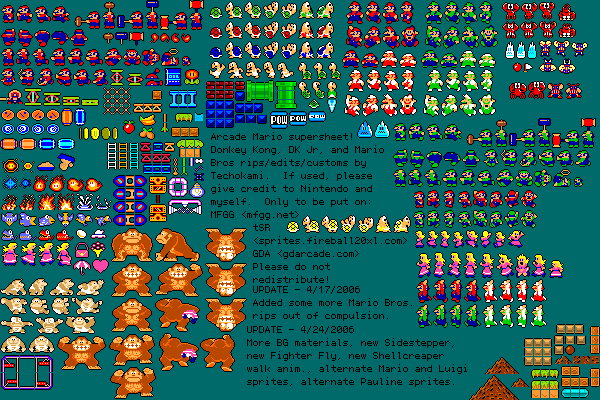 POW POW POW
Arcade Mario supersheet!
Donkey Kong, DK Jr, and Mario
Bros rips/edits/customs by
Techokami.  If used, please
give credit to Nintendo and
myself.  Only to be put on:
MFGG <mfgg.net>
tSR
<sprites.fireball20xl.com>
GDA <gdarcade.com>
Please do not
redistribute!
UPDATE - 4/17/2006
Added some more Mario Bros.
rips out of compulsion.
UPDATE - 4/24/2006
More BG materials, new Sidestepper,
new Fighter Fly, new Shellcreaper
walk anim., alternate Mario and Luigi
sprites, alternate Pauline sprites.